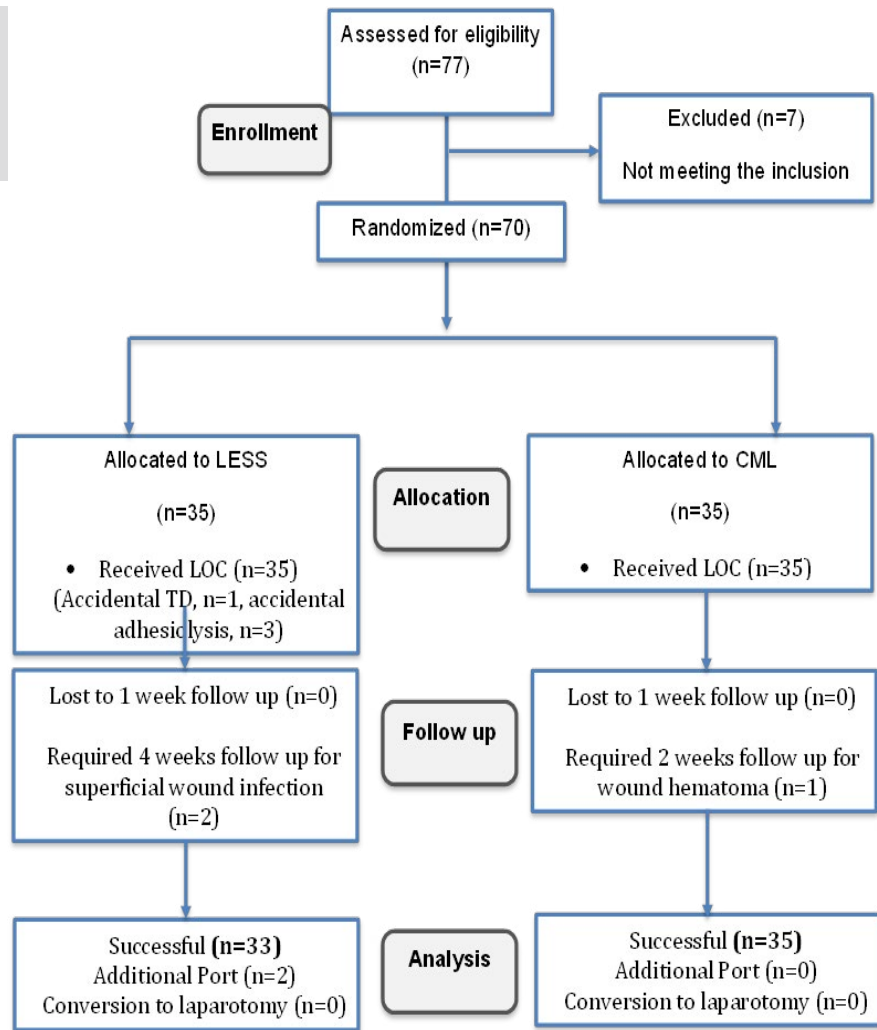 Assessed for eligibility
(n=77)
Enrollment
Excluded (n=7)
Not meeting the inclusion
Randomized (n=70)
Allocated to LESS
(n=35)
• Received LOC (n=35)
(Accidental TD, n=1, accidental
adhesiolysis, n=3)
Allocation
Allocated to CML
(n=35)
• Received LOC (n=35)
Lost to 1 week follow up (n=0)
Required 4 weeks follow up for
superficial wound infection
(n=2)
Follow up
Lost to 1 week follow up (n=0)
Required 2 weeks follow up for
wound hematoma (n=1)
Successful (n=33)
Additional Port (n=2)
Conversion to laparotomy (n=0)
Analysis
Successful (n=35)
Additional Port (n=0)
Conversion to laparotomy (n=0)